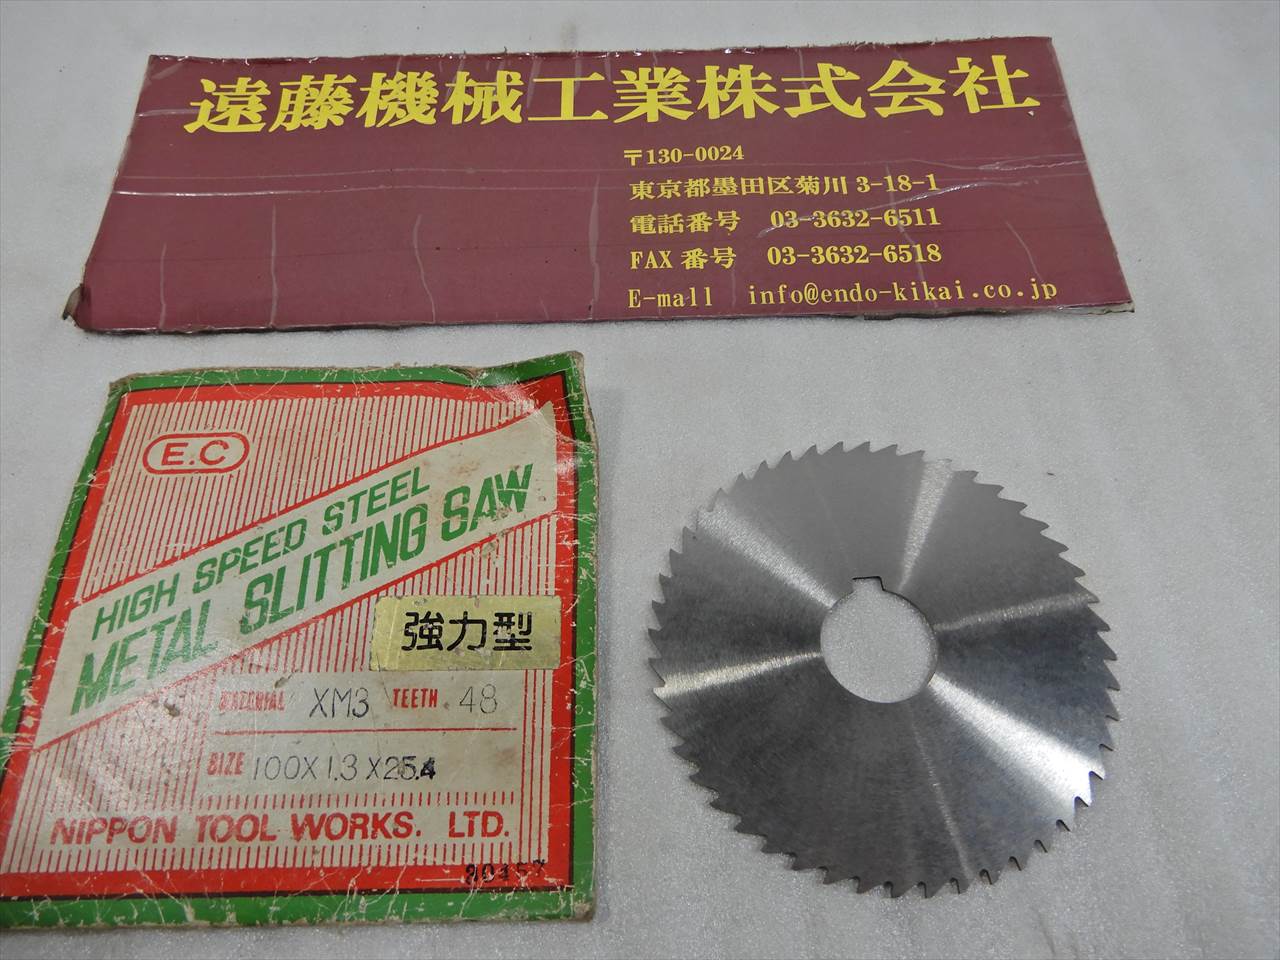 遠藤機械工業株式会社
〒130-0024
東京都墨田区菊川 3-18-1
電話番号 03-3632-6511
FAX 番号 03-3632-6518
E-mall info@endo-kikai.co.jp
E.C
HIGH SPEED STEEL
METAL SLITTING SAW
強力型
MATERIAL XM3 TEETH 48
SIZE 100X1.3X25.4
NIPPON TOOL WORKS. LTD.